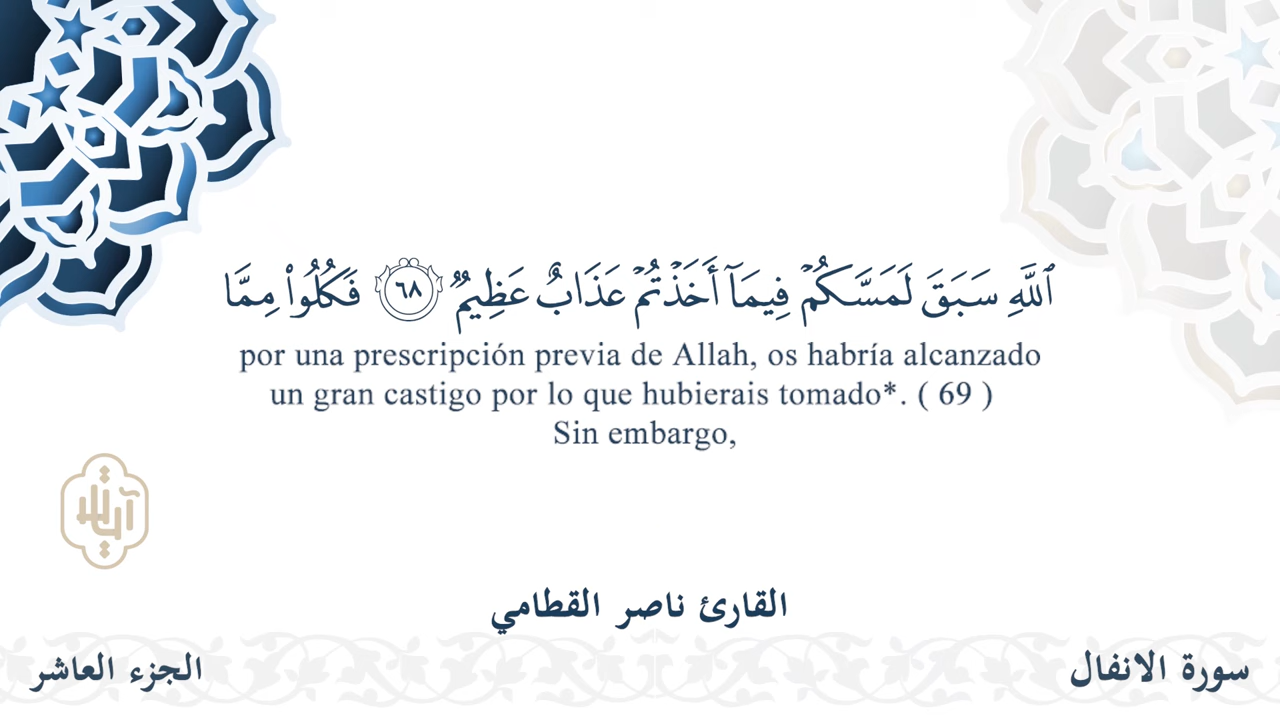 ٱللَّهِ سَبَقَ لَمَسَّكُمۡ فِيمَآ أَخَذۡتُمۡ عَذَابٌ عَظِيمٞ ٦٨ فَكُلُواْ مِمَّا
por una prescripción previa de Allah, os habría alcanzado
un gran castigo por lo que hubierais tomado*. ( 69 )
Sin embargo,
القارئ ناصر القطامي
سورة الانفال
الجزء العاشر